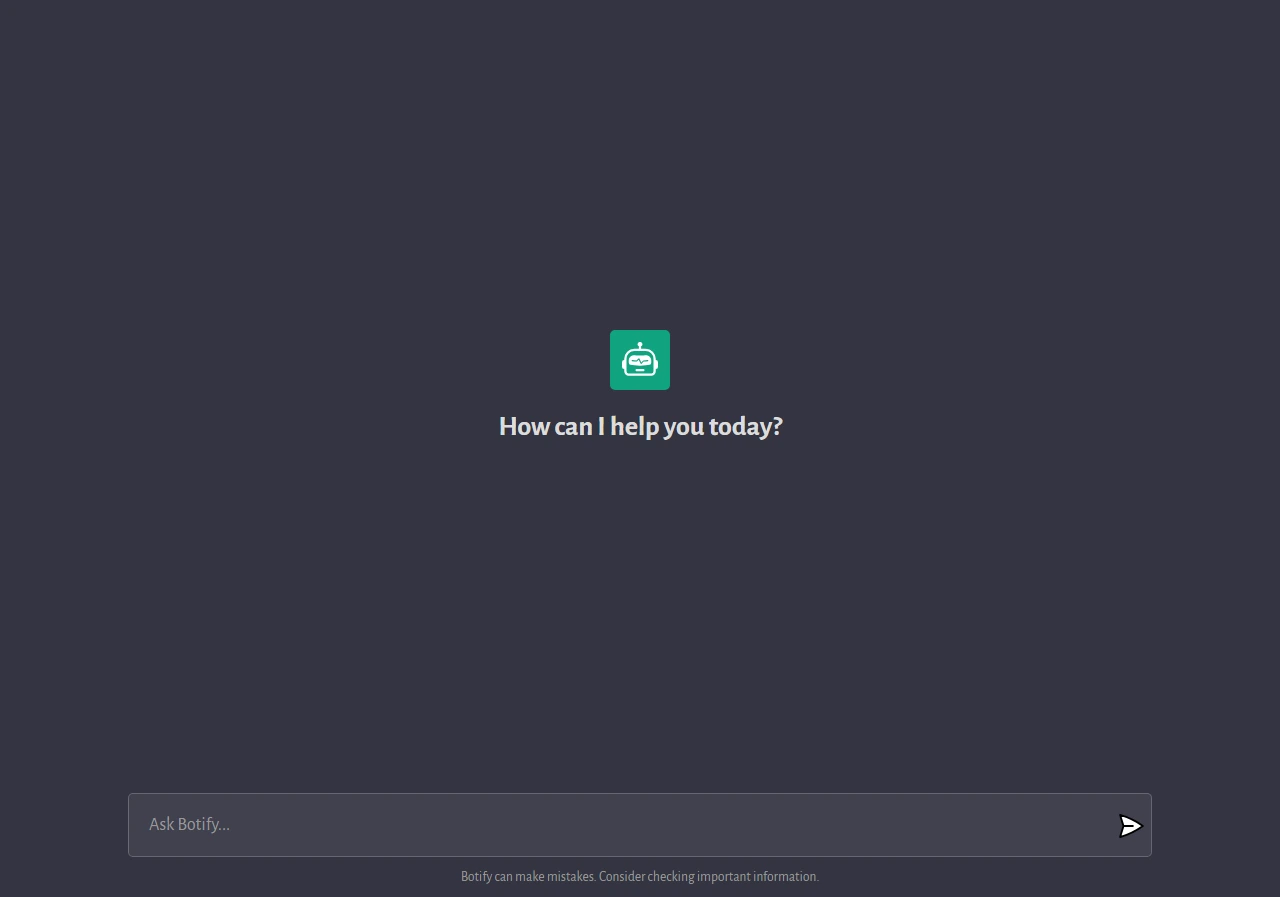 How can I help you today?
Ask Botify...
Botify can make mistakes. Consider checking important information.